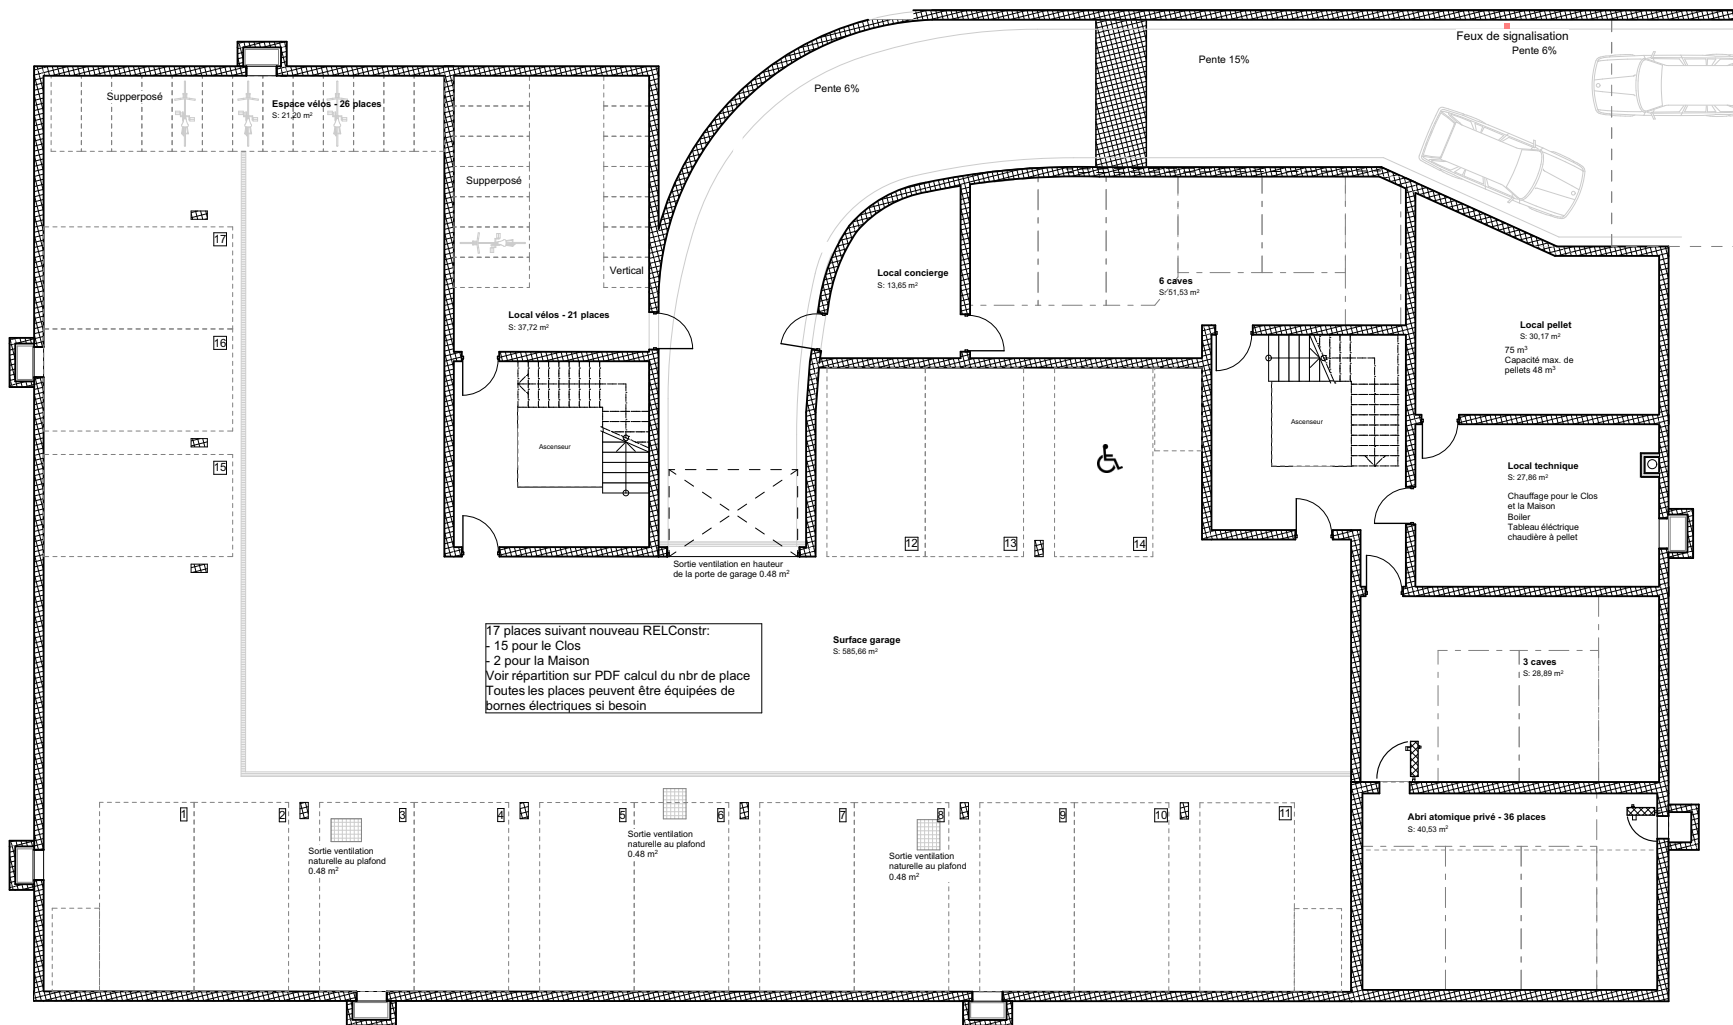 Feux de signalisation
Pente 6%
Pente 15%
Pente 6%
Supperposé
Espace vélos - 26 places
S: 21,20 m²
Supperposé
Vertical
Local vélos - 21 places
S: 37,72 m²
Local concierge
S: 13,65 m²
6 caves
S: 51,53 m²
Local pellet
S: 30,17 m²
75 m³
Capacité max. de
pellets 48 m³
17
16
15
Ascenseur
Ascenseur
Local technique
S: 27,86 m²
Chauffage pour le Clos
et la Maison
Boiler
Tableau éléctrique
chaudière à pellet
12
13
14
Sortie ventilation en hauteur
de la porte de garage 0.48 m²
17 places suivant nouveau RELConstr:
- 15 pour le Clos
- 2 pour la Maison
Voir répartition sur PDF calcul du nbr de place
Toutes les places peuvent être équipées de
bornes électriques si besoin
Surface garage
S: 585,66 m²
3 caves
S: 28,89 m²
1
2
3
4
5
6
7
8
9
10
11
Sortie ventilation
naturelle au plafond
0.48 m²
Sortie ventilation
naturelle au plafond
0.48 m²
Sortie ventilation
naturelle au plafond
0.48 m²
Abri atomique privé - 36 places
S: 40,53 m²